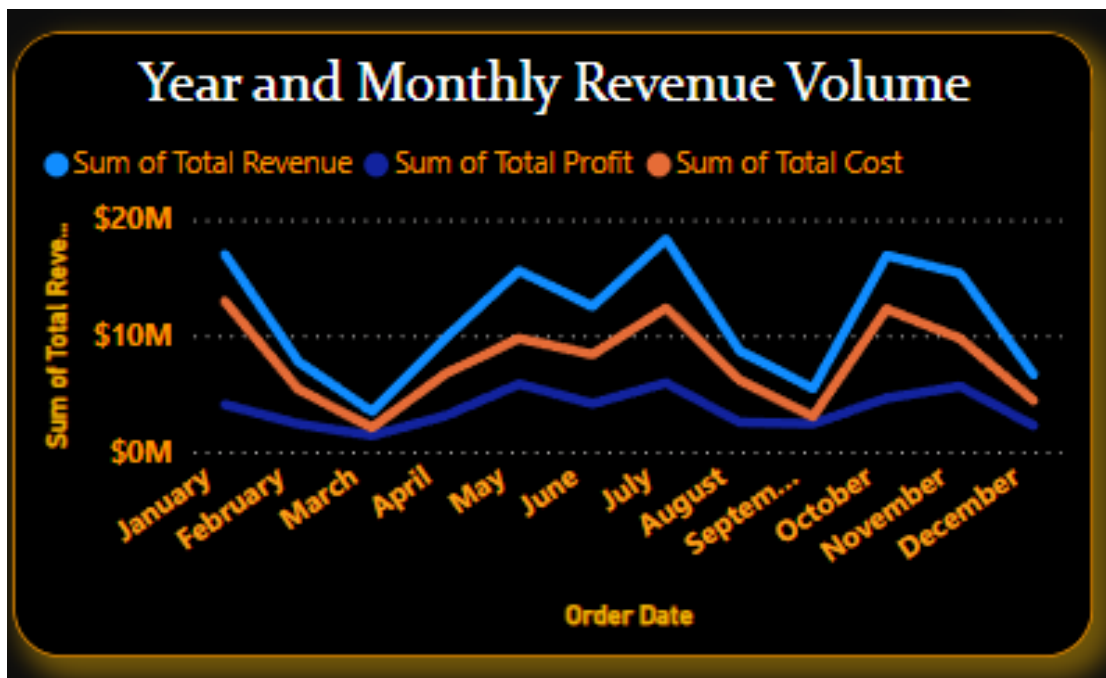 Year and Monthly Revenue Volume
Sum of Total Revenue Sum of Total Profit Sum of Total Cost
Sum of Total Reve...
$20M
$10M
$0M
January
February
March
April
May
June
July
August
Septem...
October
November
December
Order Date